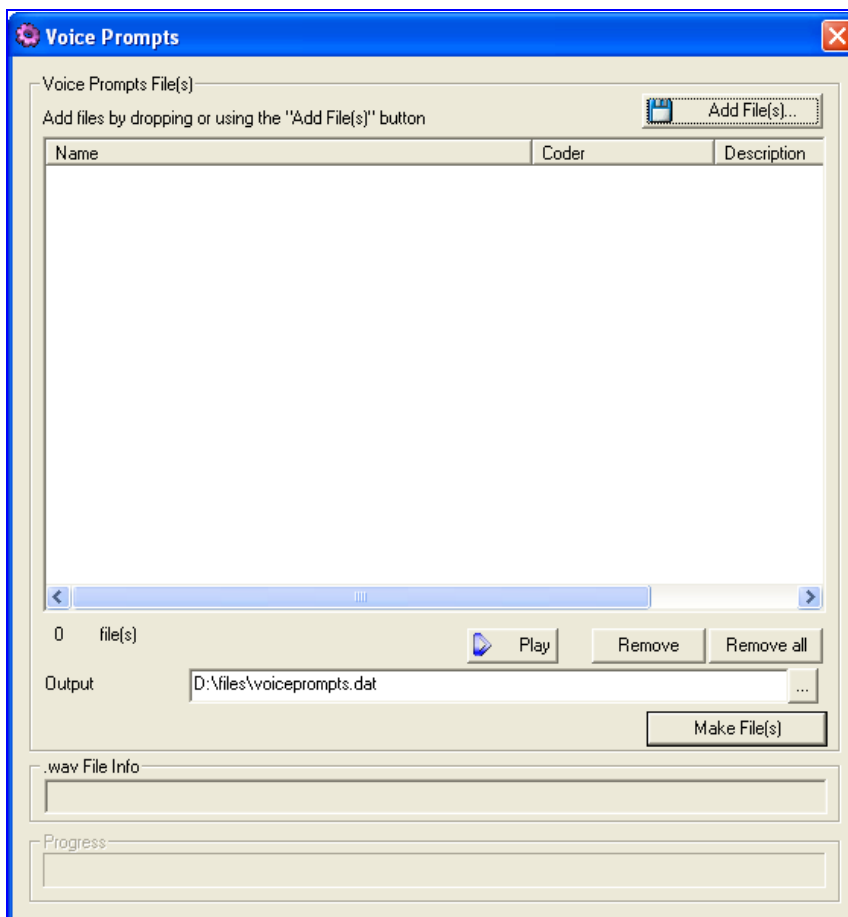 Voice Prompts
Voice Prompts File(s)
Add files by dropping or using the "Add File(s)" button
Add File(s)...
Name Coder Description
0 file(s)
Play Remove Remove all
Output D:\files\voiceprompts.dat ...
Make File(s)
.wav File Info
Progress